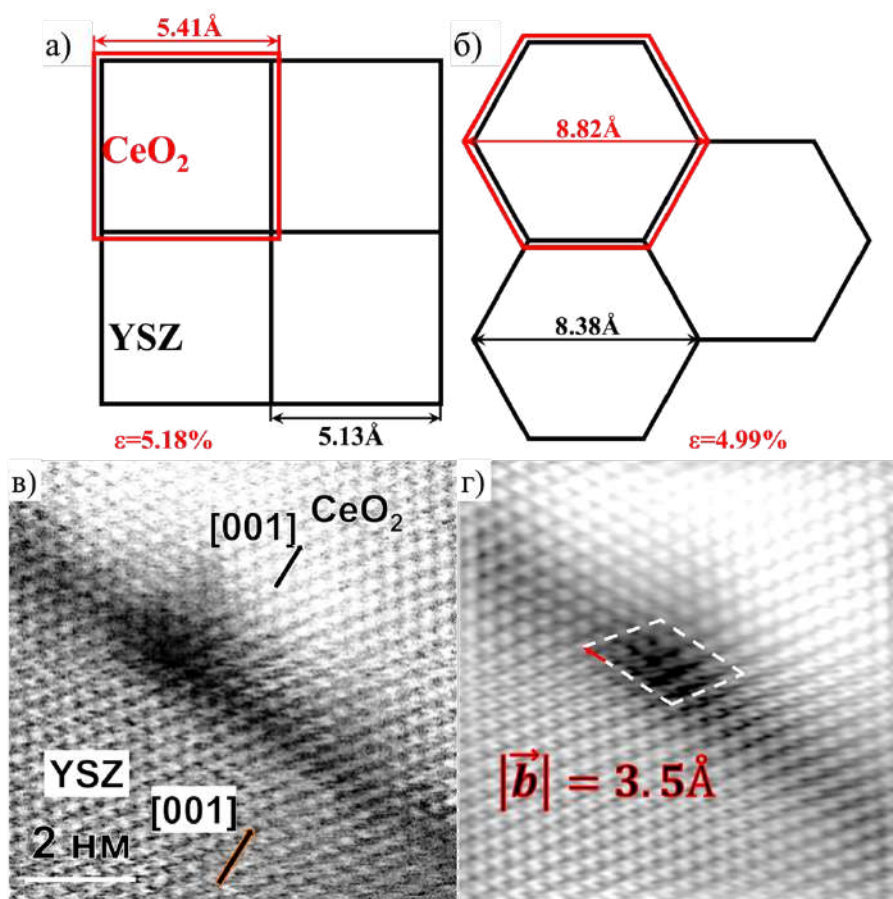 а)
5.41Å
CeO₂
YSZ
5.13Å
ε=5.18%
б)
8.82Å
8.38Å
ε=4.99%
в)
[001] CeO₂
YSZ
[001]
2 нм
г)
|b⃗| = 3.5Å